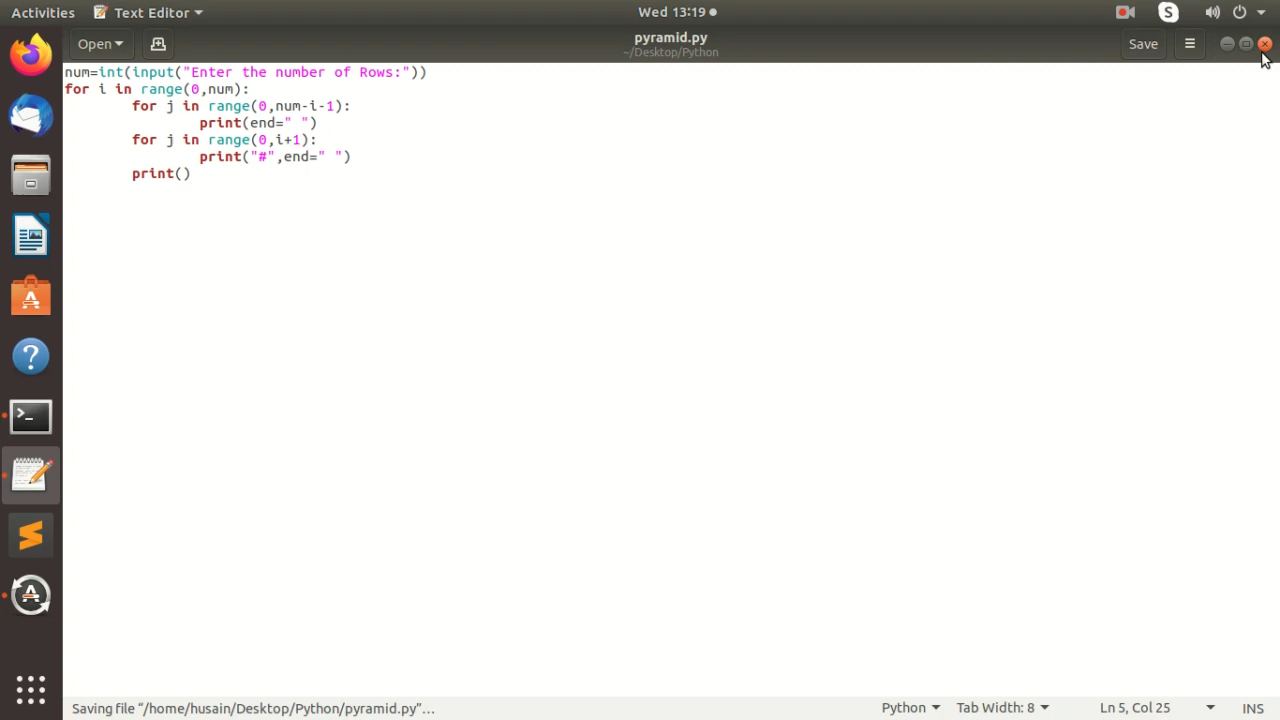 Activities Text Editor Wed 13:19 S
Open pyramid.py Save
~/Desktop/Python
num=int(input("Enter the number of Rows:"))
for i in range(0,num):
        for j in range(0,num-i-1):
                print(end=" ")
        for j in range(0,i+1):
                print("#",end=" ")
        print()
Saving file “/home/husain/Desktop/Python/pyramid.py”… Python Tab Width: 8 Ln 5, Col 25 INS